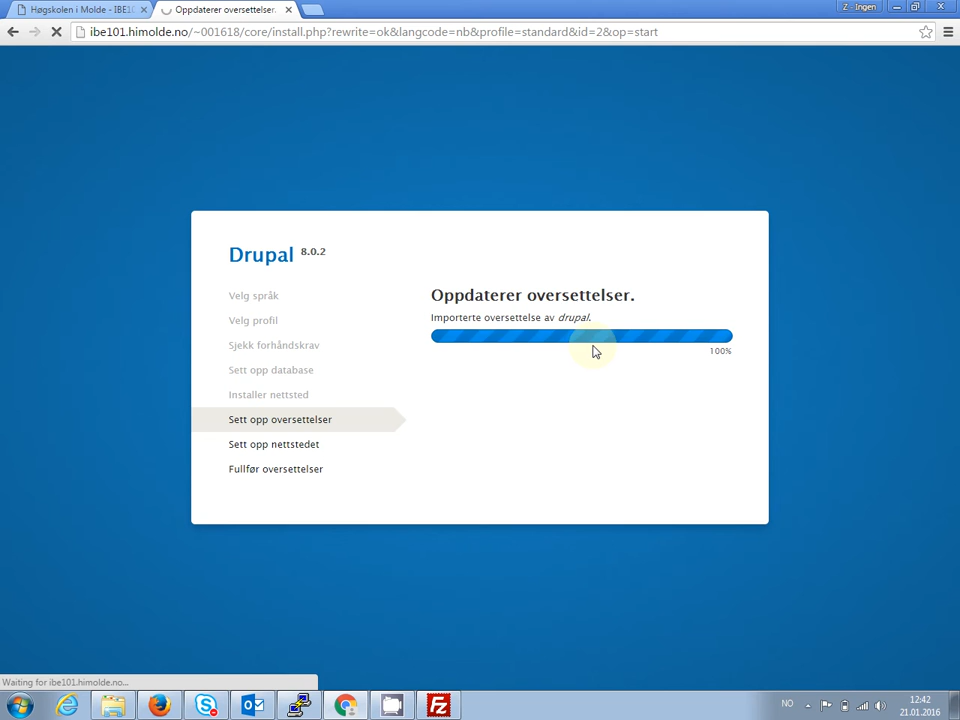 Høgskolen i Molde - IBE10
Oppdaterer oversettelser.
Z - Ingen
ibe101.himolde.no/~001618/core/install.php?rewrite=ok&langcode=nb&profile=standard&id=2&op=start
Drupal 8.0.2
Velg språk
Velg profil
Sjekk forhåndskrav
Sett opp database
Installer nettsted
Sett opp oversettelser
Sett opp nettstedet
Fullfør oversettelser
Oppdaterer oversettelser.
Importerte oversettelse av drupal.
100%
Waiting for ibe101.himolde.no...
NO
12:42
21.01.2016